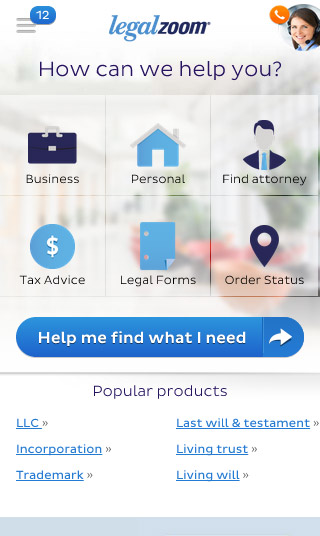 12
legalzoom
How can we help you?
Business
Personal
Find attorney
$
Tax Advice
Legal Forms
Order Status
Help me find what I need
Popular products
LLC »
Last will & testament »
Incorporation »
Living trust »
Trademark »
Living will »